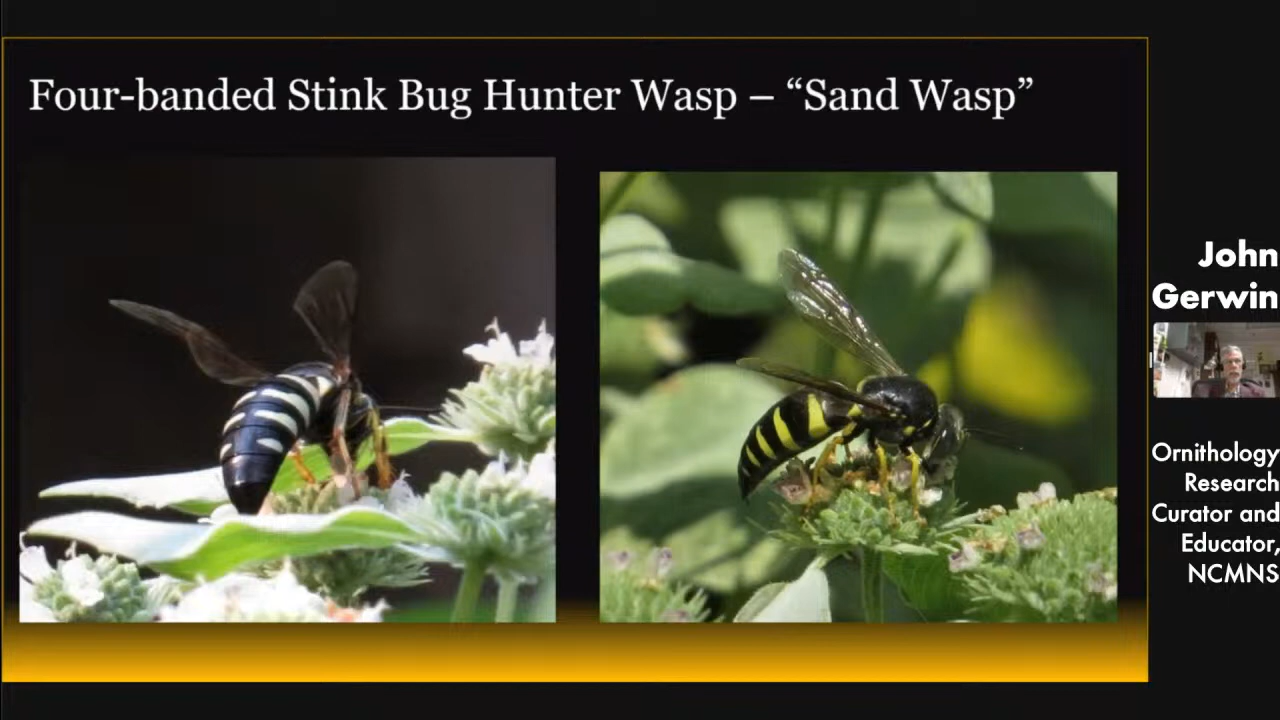 Four-banded Stink Bug Hunter Wasp – “Sand Wasp”
John
Gerwin
Ornithology
Research
Curator and
Educator,
NCMNS